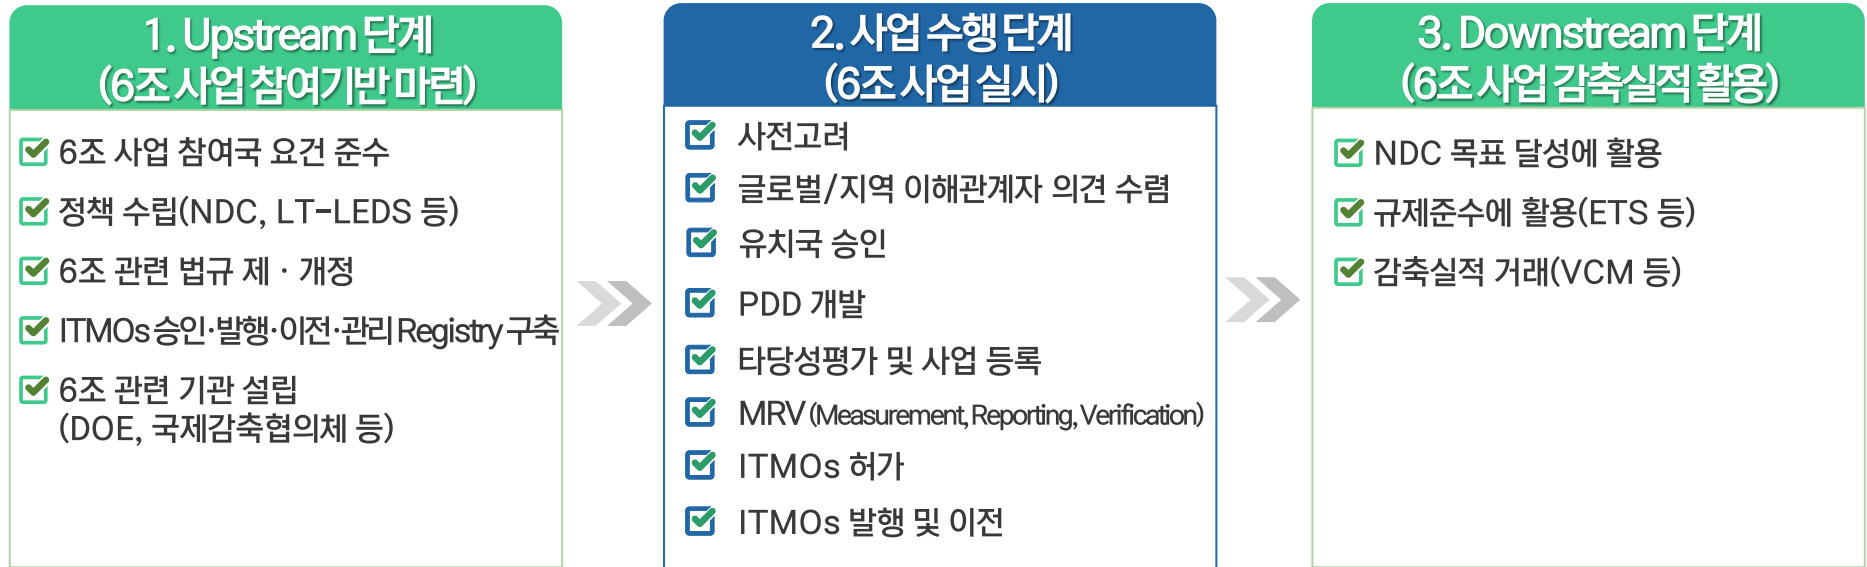 1. Upstream 단계
(6조 사업 참여기반 마련)
6조 사업 참여국 요건 준수
정책 수립(NDC, LT-LEDS 등)
6조 관련 법규 제 · 개정
ITMOs 승인·발행·이전·관리 Registry 구축
6조 관련 기관 설립
(DOE, 국제감축협의체 등)
2. 사업 수행 단계
(6조 사업 실시)
사전고려
글로벌/지역 이해관계자 의견 수렴
유치국 승인
PDD 개발
타당성평가 및 사업 등록
MRV (Measurement, Reporting, Verification)
ITMOs 허가
ITMOs 발행 및 이전
3. Downstream 단계
(6조 사업 감축실적 활용)
NDC 목표 달성에 활용
규제준수에 활용(ETS 등)
감축실적 거래(VCM 등)